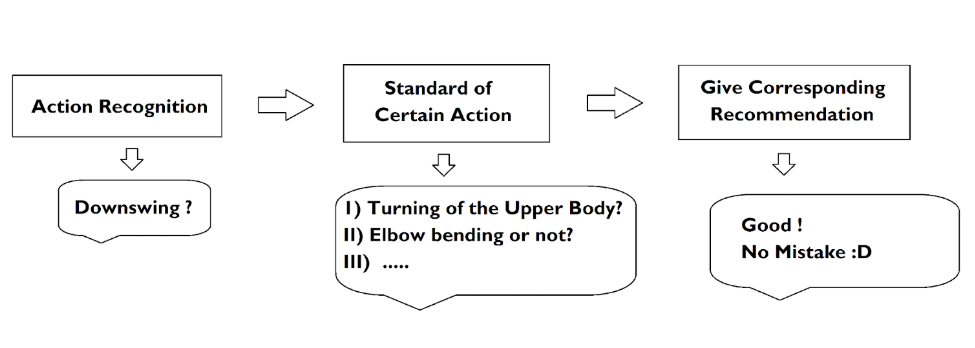 Action Recognition
Standard of
Certain Action
Give Corresponding
Recommendation
Downswing ?
I) Turning of the Upper Body?
II) Elbow bending or not?
III) .....
Good !
No Mistake :D